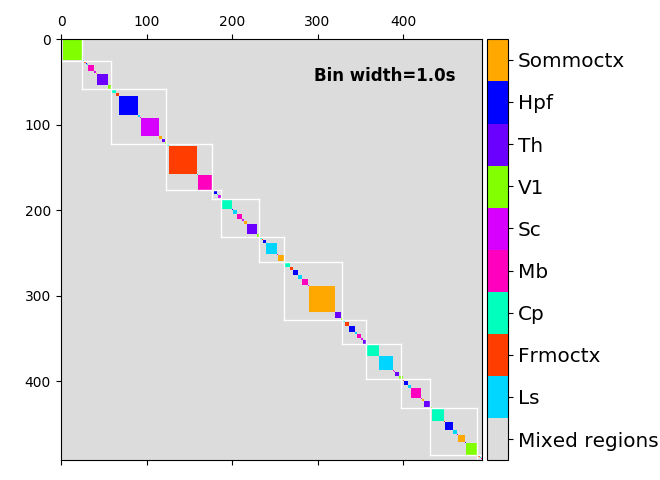 0 100 200 300 400
0
100
200
300
400
Bin width=1.0s
Sommoctx
Hpf
Th
V1
Sc
Mb
Cp
Frmoctx
Ls
Mixed regions